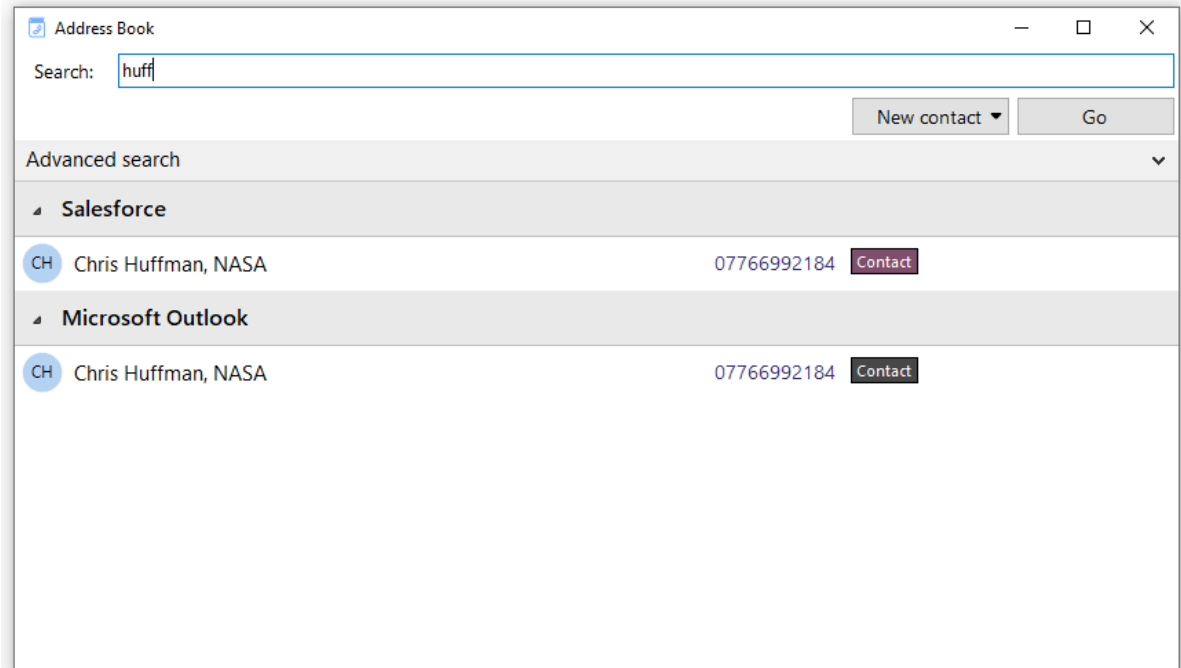 Address Book
Search: huff
New contact Go
Advanced search
Salesforce
CH Chris Huffman, NASA 07766992184 Contact
Microsoft Outlook
CH Chris Huffman, NASA 07766992184 Contact